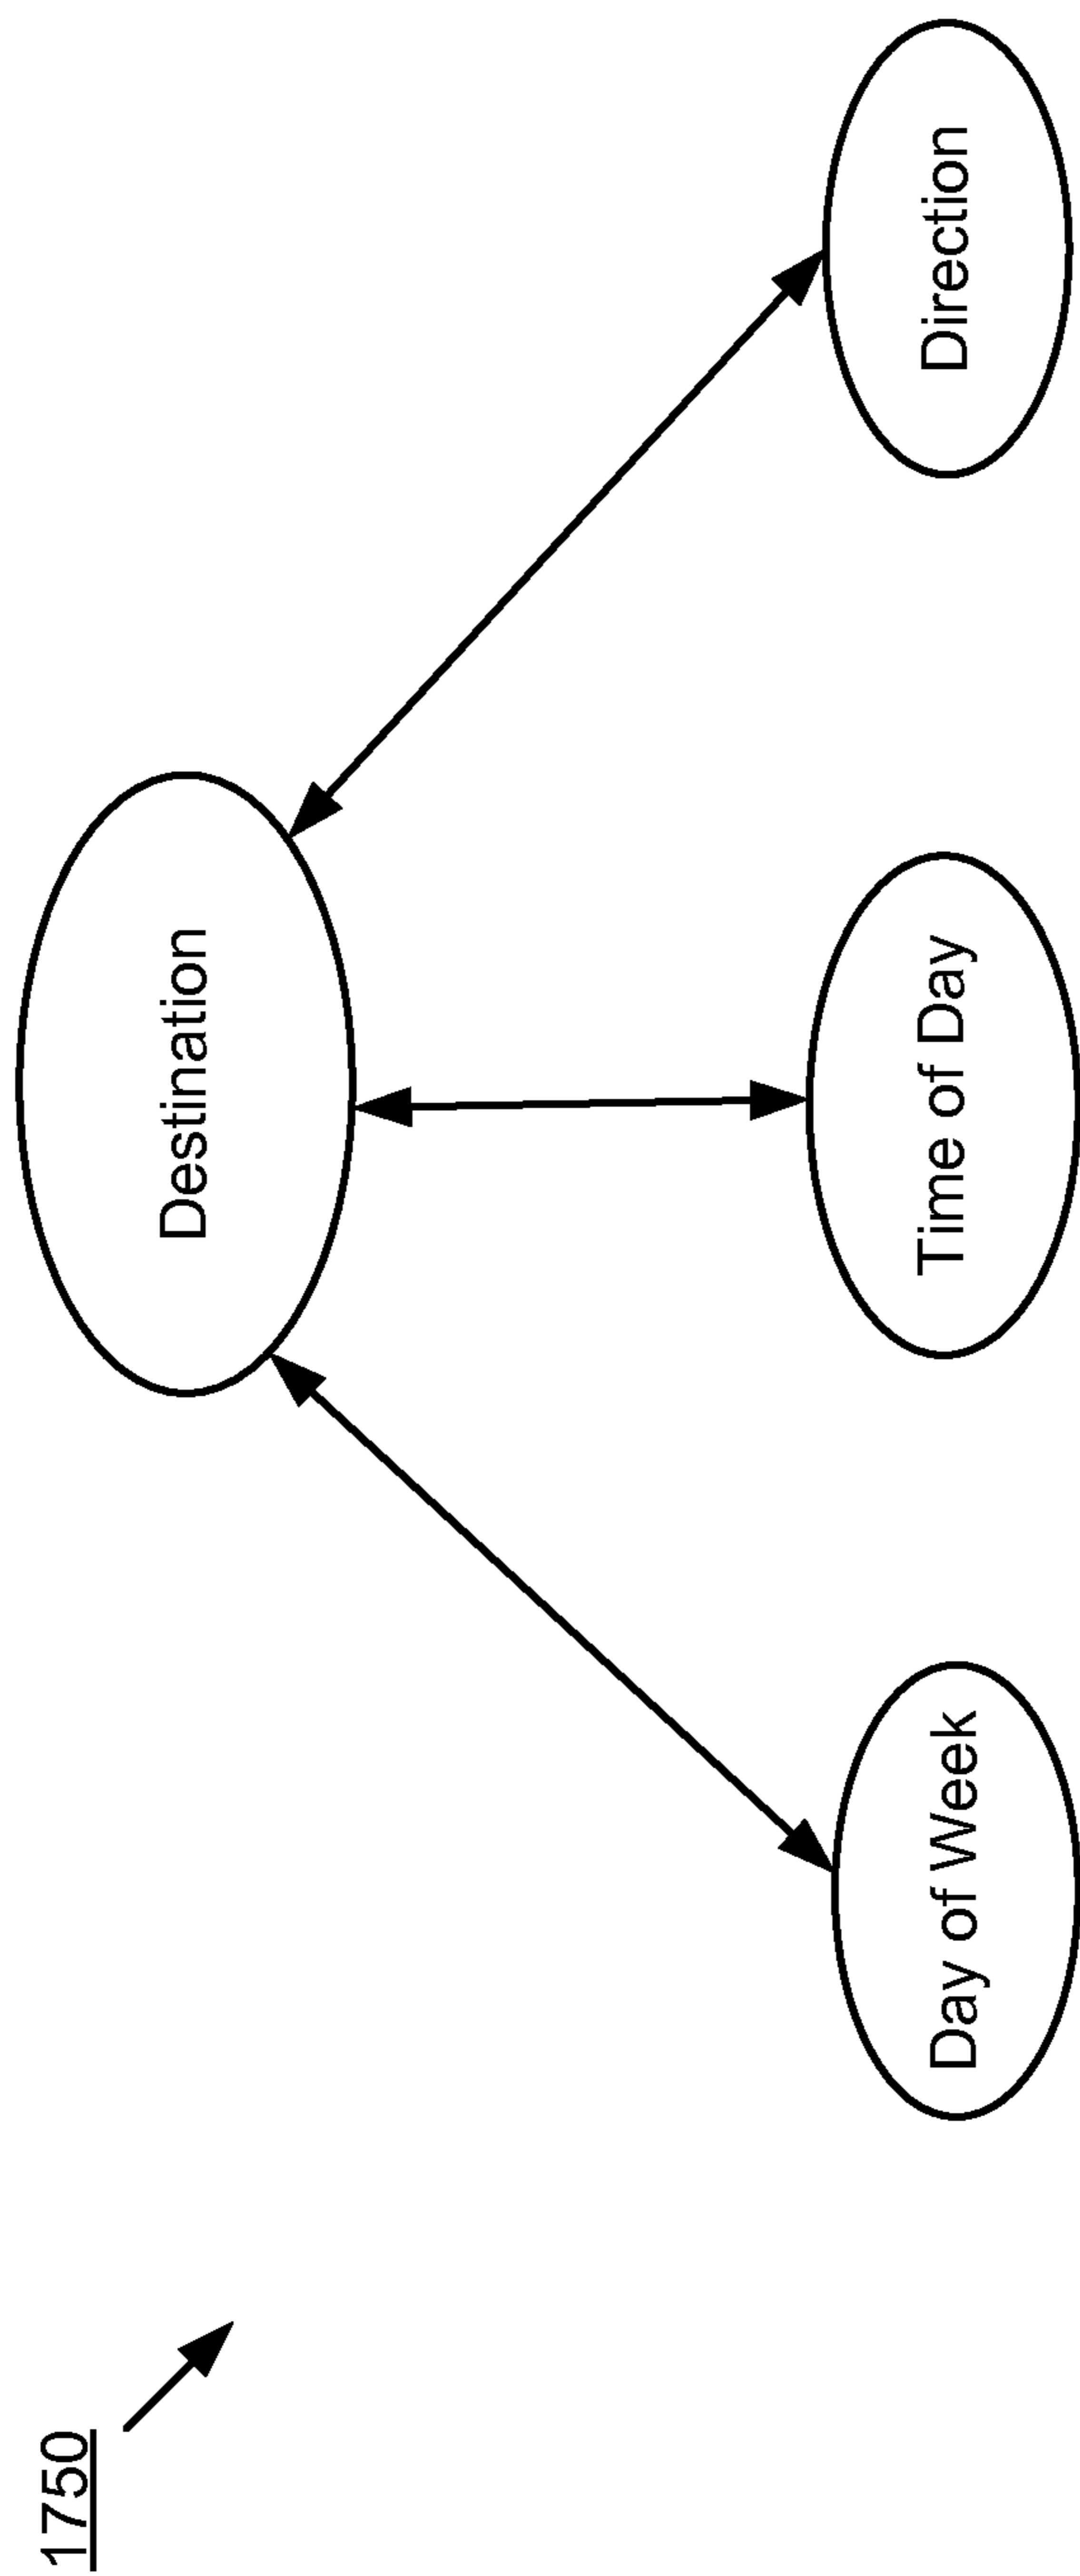 1750
Destination
Day of Week
Time of Day
Direction